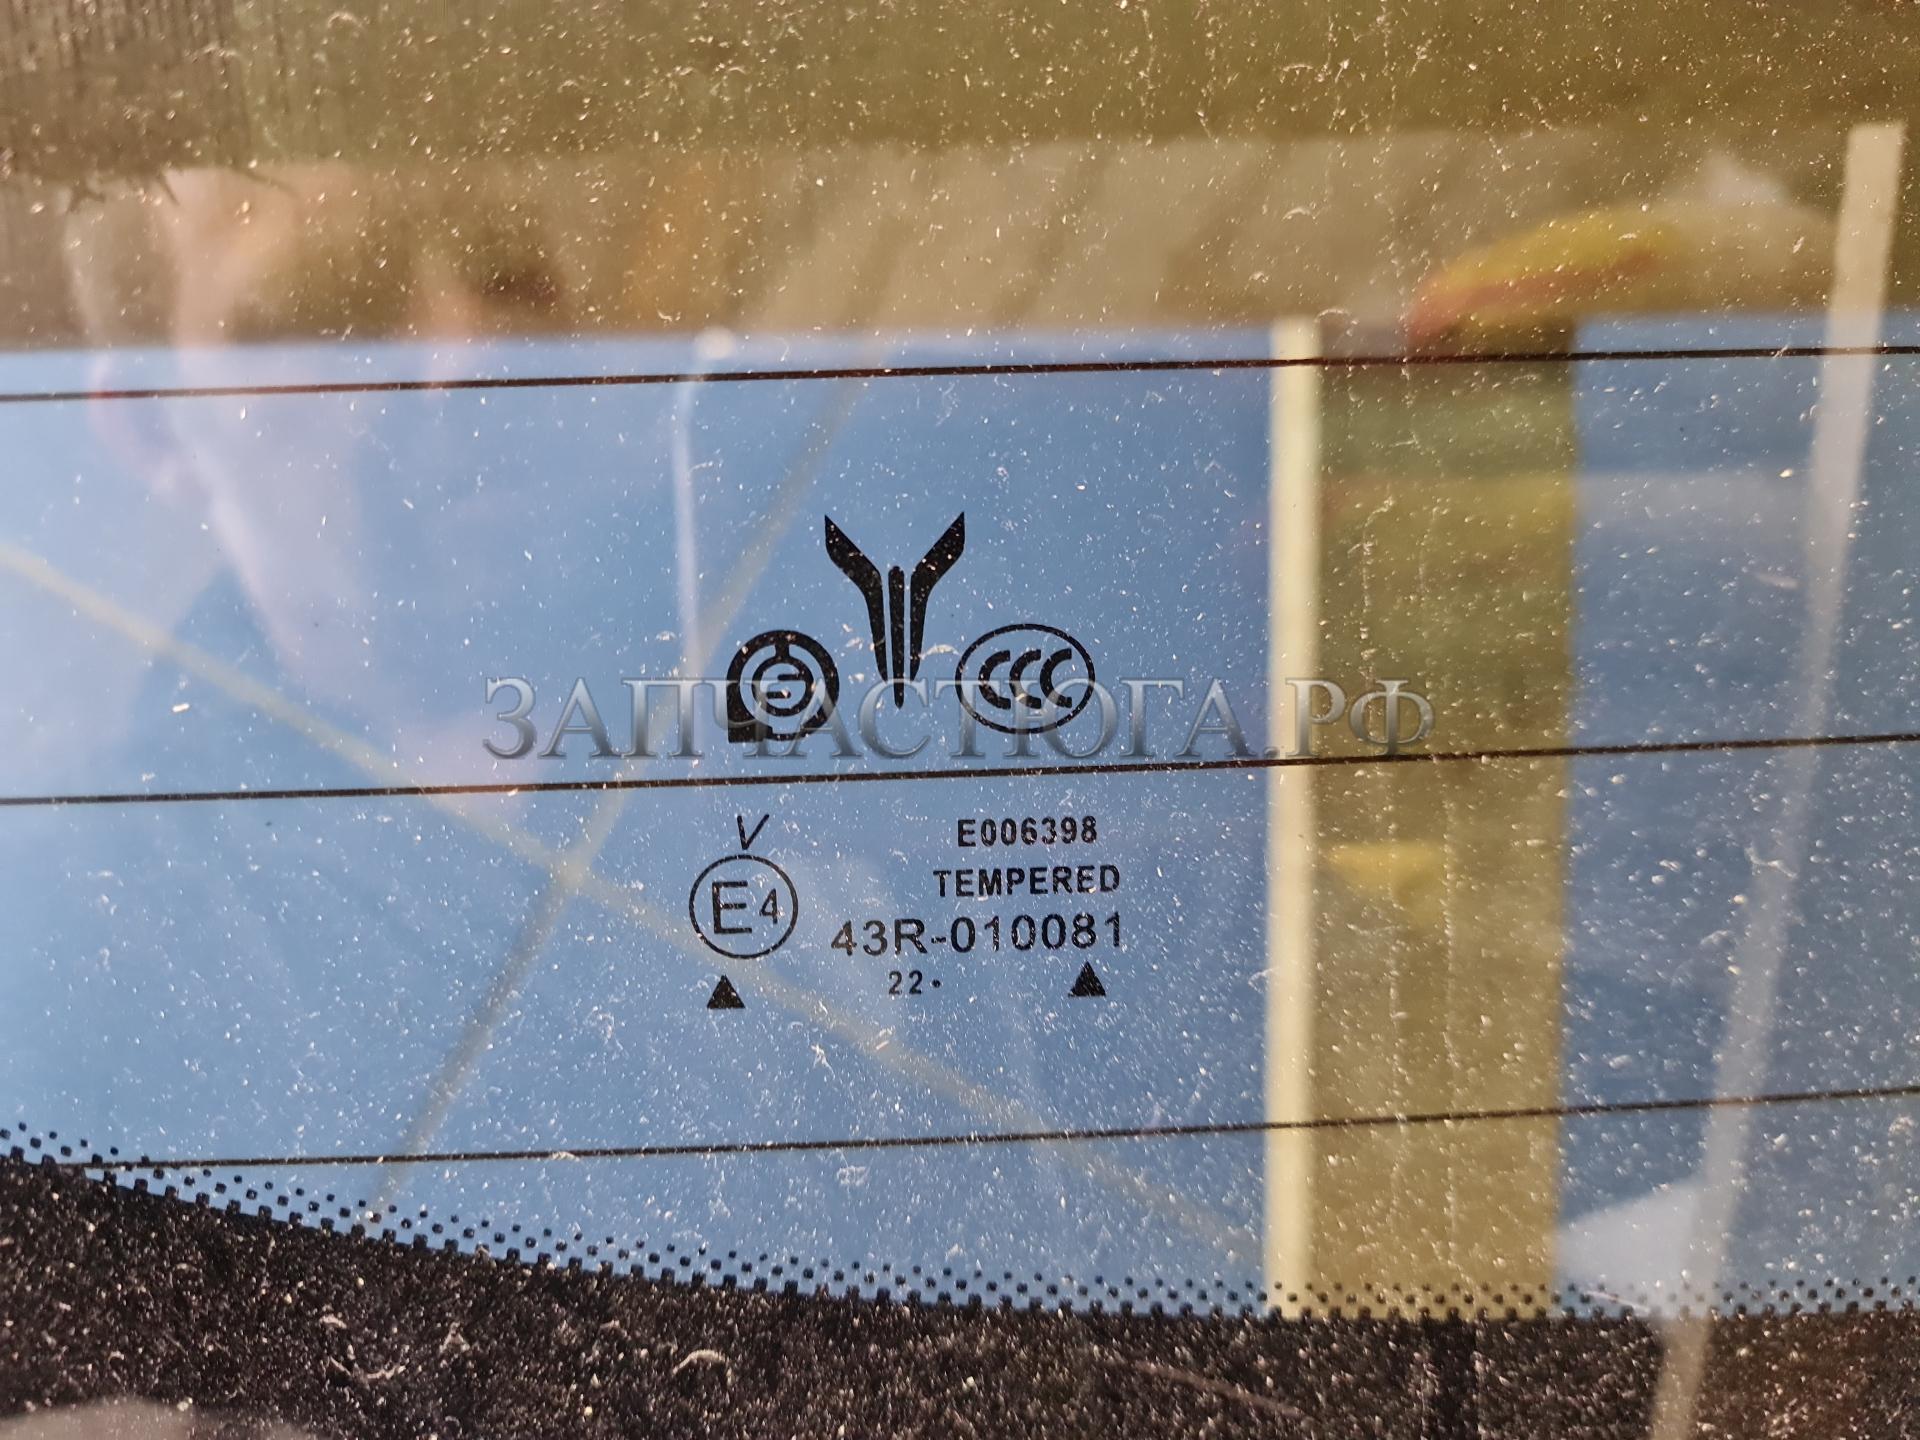 CCC
ЗАПЧАСТЮГА.РФ
V
E006398
TEMPERED
E4
43R-010081
22.